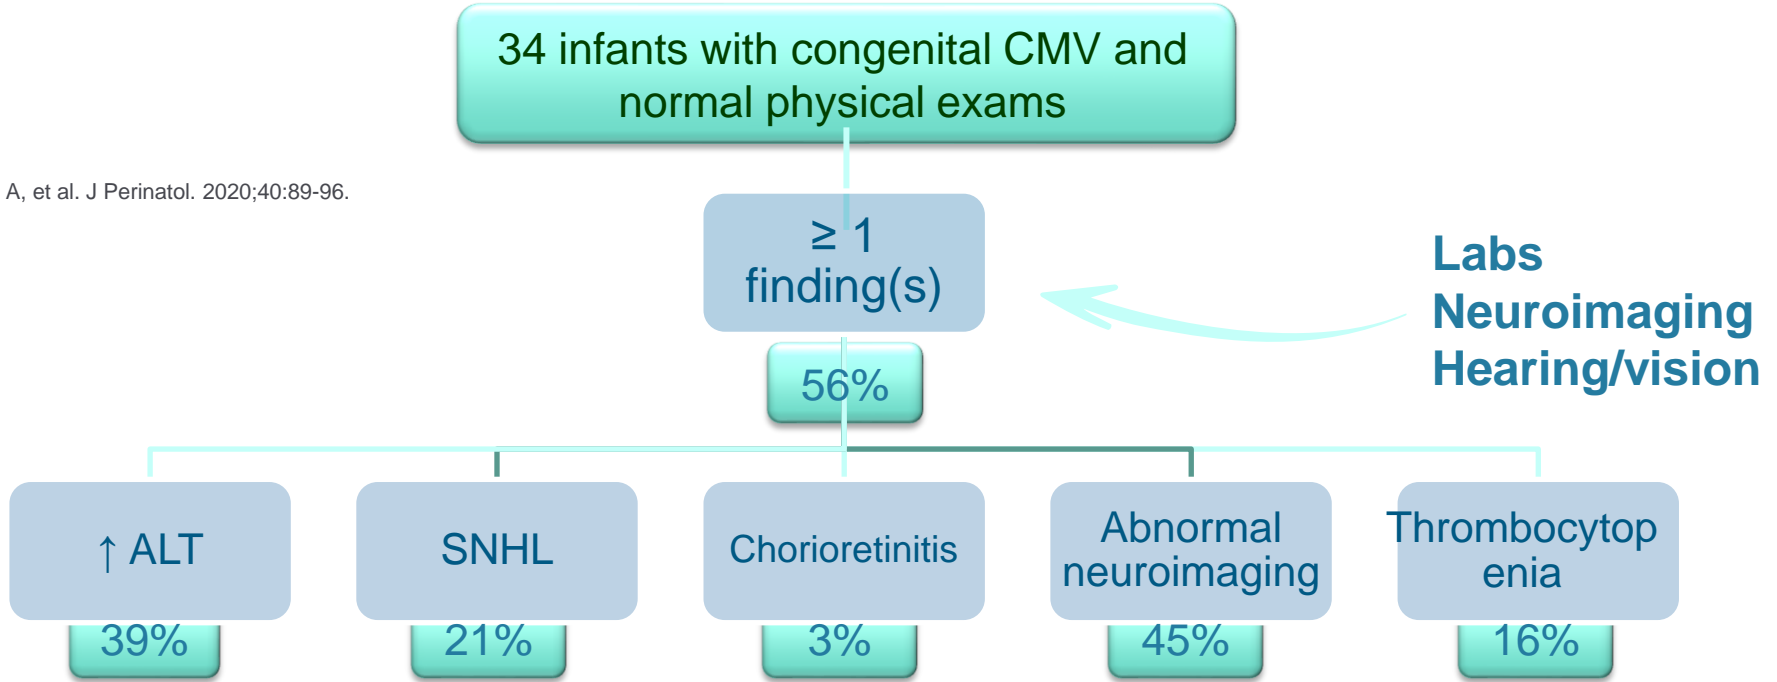 34 infants with congenital CMV and
normal physical exams
A, et al. J Perinatol. 2020;40:89-96.
≥ 1
finding(s)
Labs
Neuroimaging
Hearing/vision
56%
↑ ALT
SNHL
Chorioretinitis
Abnormal
neuroimaging
Thrombocytop
enia
39%
21%
3%
45%
16%